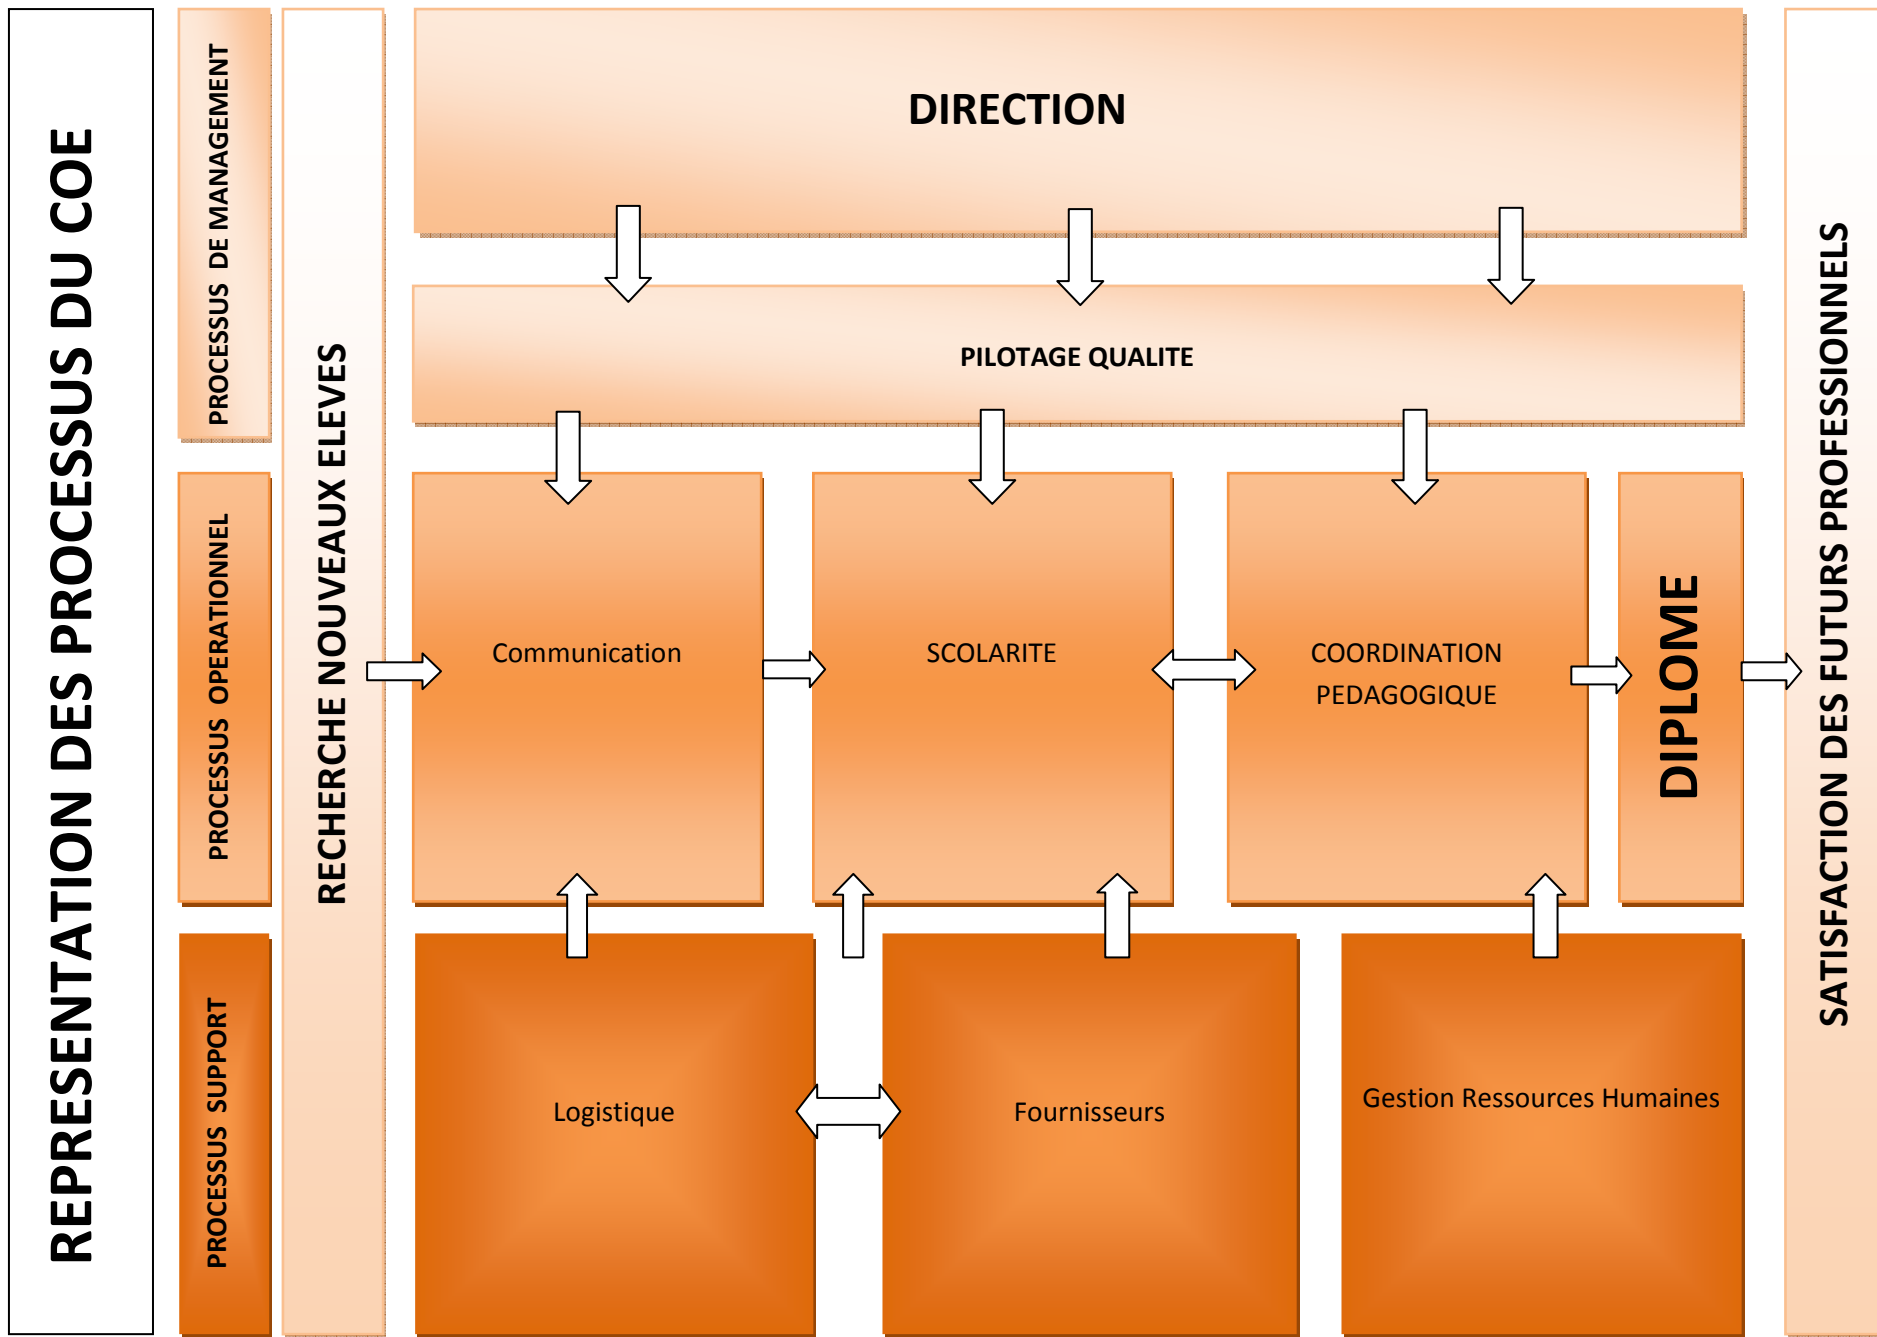 REPRESENTATION DES PROCESSUS DU COE
PROCESSUS DE MANAGEMENT
PROCESSUS OPERATIONNEL
PROCESSUS SUPPORT
RECHERCHE NOUVEAUX ELEVES
DIRECTION
PILOTAGE QUALITE
Communication
SCOLARITE
COORDINATION
PEDAGOGIQUE
DIPLOME
Logistique
Fournisseurs
Gestion Ressources Humaines
SATISFACTION DES FUTURS PROFESSIONNELS